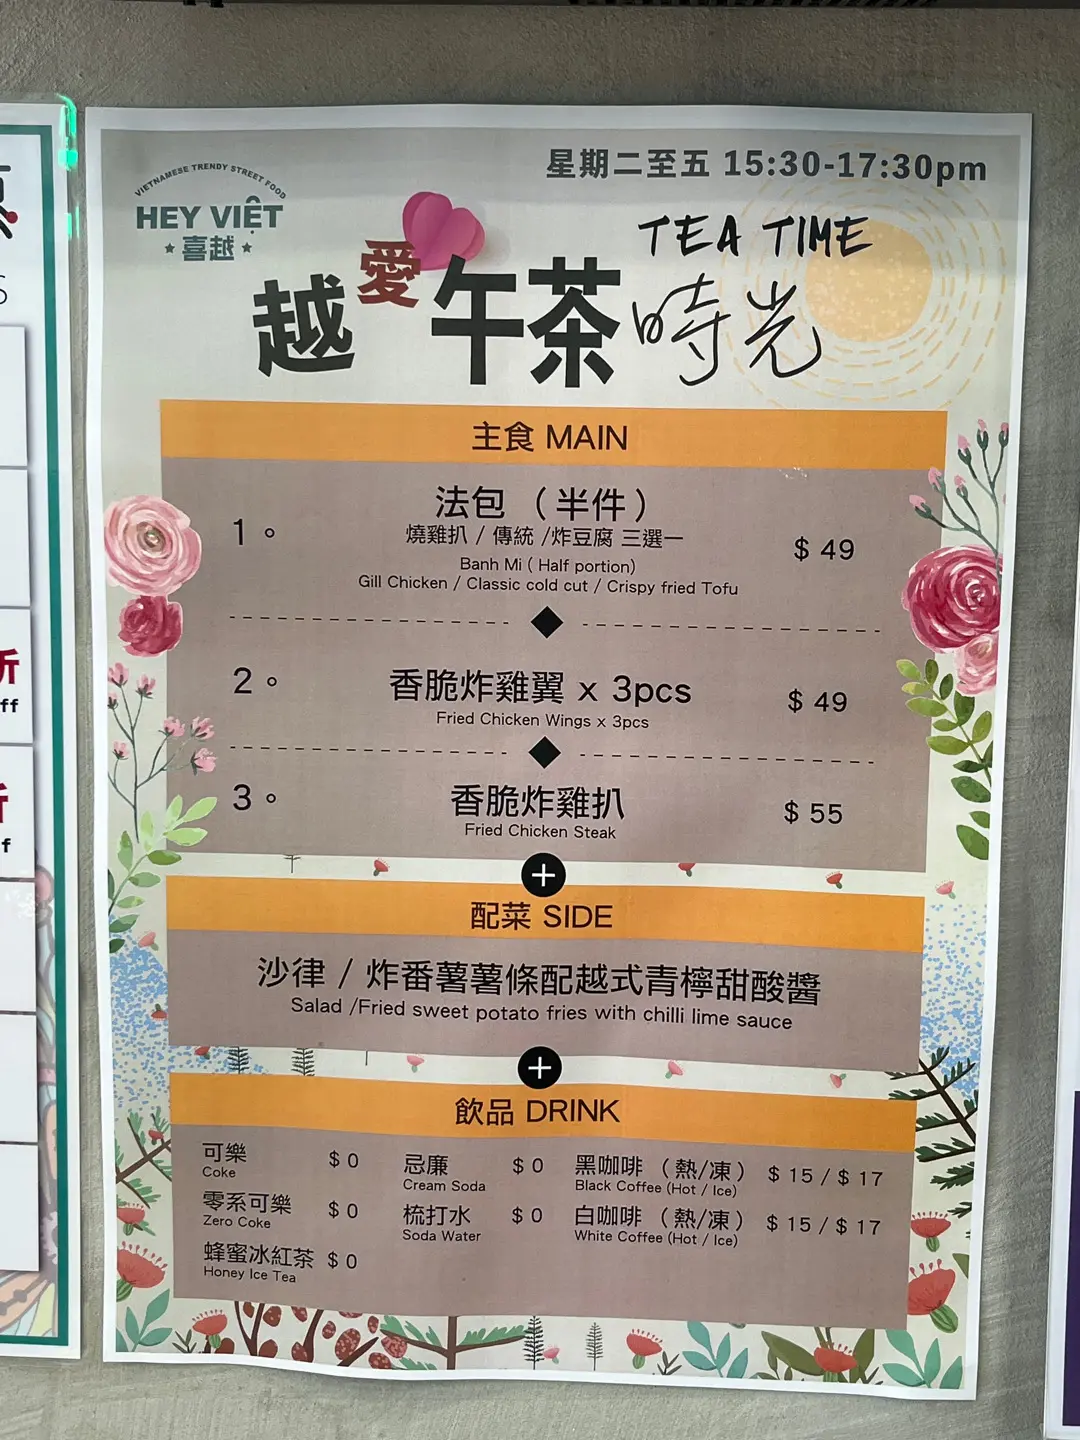 星期二至五 15:30-17:30pm
VIETNAMESE TRENDY STREET FOOD
HEY VIỆT
喜越
TEA TIME
越愛午茶時光
主食 MAIN
1。
法包 （半件）
燒雞扒 / 傳統 /炸豆腐 三選一
Banh Mi ( Half portion)
Gill Chicken / Classic cold cut / Crispy fried Tofu
$ 49
2。
香脆炸雞翼 x 3pcs
Fried Chicken Wings x 3pcs
$ 49
3。
香脆炸雞扒
Fried Chicken Steak
$ 55
+
配菜 SIDE
沙律 / 炸番薯薯條配越式青檸甜酸醬
Salad /Fried sweet potato fries with chilli lime sauce
+
飲品 DRINK
可樂 $ 0
Coke
零系可樂 $ 0
Zero Coke
蜂蜜冰紅茶 $ 0
Honey Ice Tea
忌廉 $ 0
Cream Soda
梳打水 $ 0
Soda Water
黑咖啡 （熱/凍） $ 15 / $ 17
Black Coffee (Hot / Ice)
白咖啡 （熱/凍） $ 15 / $ 17
White Coffee (Hot / Ice)